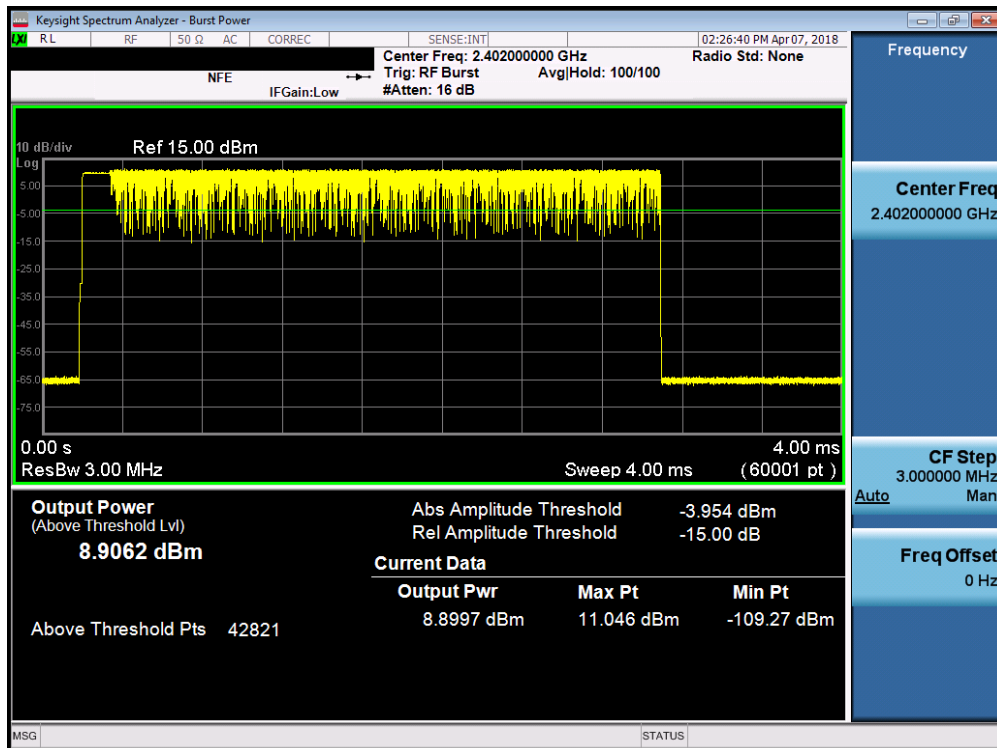 Keysight Spectrum Analyzer - Burst Power
LXI RL RF 50 Ω AC CORREC SENSE:INT 02:26:40 PM Apr 07, 2018
Center Freq: 2.402000000 GHz Radio Std: None
NFE Trig: RF Burst Avg|Hold: 100/100
IFGain:Low #Atten: 16 dB
10 dB/div Ref 15.00 dBm
Log
5.00
-5.00
-15.0
-25.0
-35.0
-45.0
-55.0
-65.0
-75.0
0.00 s 4.00 ms
ResBw 3.00 MHz Sweep 4.00 ms (60001 pt)
Output Power
(Above Threshold Lvl)
8.9062 dBm
Above Threshold Pts 42821
Abs Amplitude Threshold -3.954 dBm
Rel Amplitude Threshold -15.00 dB
Current Data
Output Pwr Max Pt Min Pt
8.8997 dBm 11.046 dBm -109.27 dBm
Frequency
Center Freq
2.402000000 GHz
CF Step
3.000000 MHz
Auto Man
Freq Offset
0 Hz
MSG STATUS